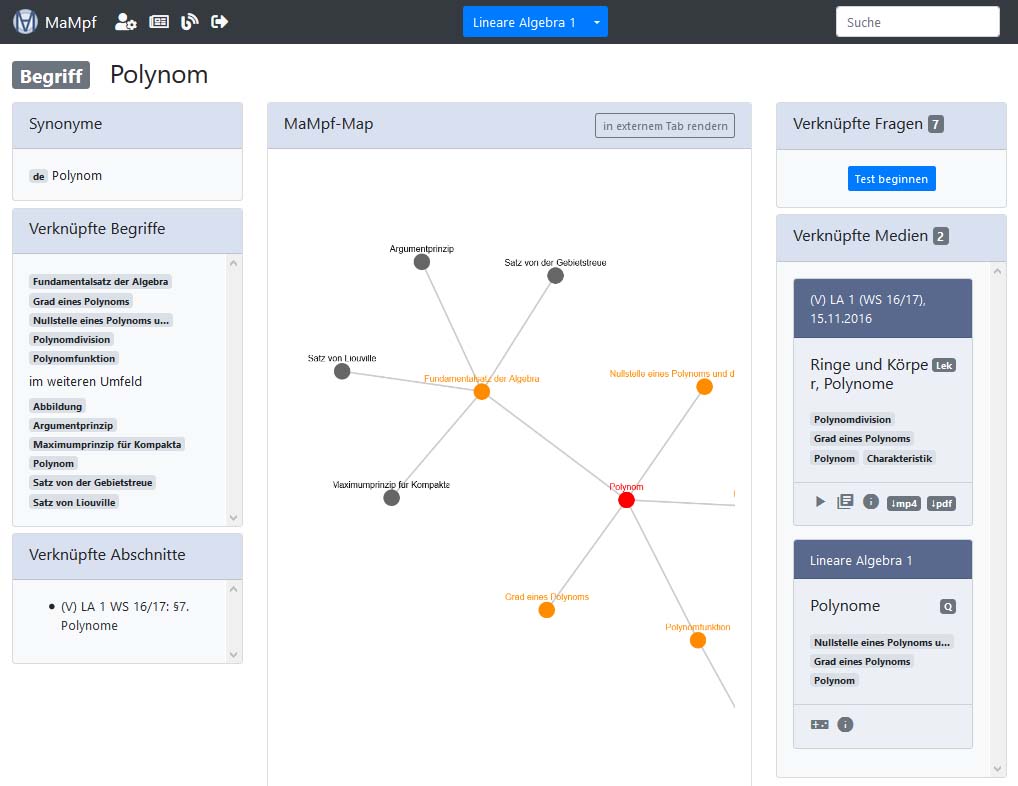 MaMpf
Lineare Algebra 1
Suche
Begriff Polynom
Synonyme
de Polynom
Verknüpfte Begriffe
Fundamentalsatz der Algebra
Grad eines Polynoms
Nullstelle eines Polynoms u...
Polynomdivision
Polynomfunktion
im weiteren Umfeld
Abbildung
Argumentprinzip
Maximumprinzip für Kompakta
Polynom
Satz von der Gebietstreue
Satz von Liouville
Verknüpfte Abschnitte
(V) LA 1 WS 16/17: §7.
Polynome
MaMpf-Map
in externem Tab rendern
Argumentprinzip
Satz von der Gebietstreue
Satz von Liouville
Fundamentalsatz der Algebra
Nullstelle eines Polynoms und d
Maximumprinzip für Kompakta
Polynom
Grad eines Polynoms
Polynomfunktion
Verknüpfte Fragen 7
Test beginnen
Verknüpfte Medien 2
(V) LA 1 (WS 16/17),
15.11.2016
Ringe und Körpe Lek
r, Polynome
Polynomdivision
Grad eines Polynoms
Polynom Charakteristik
↓mp4 ↓pdf
Lineare Algebra 1
Polynome Q
Nullstelle eines Polynoms u...
Grad eines Polynoms
Polynom